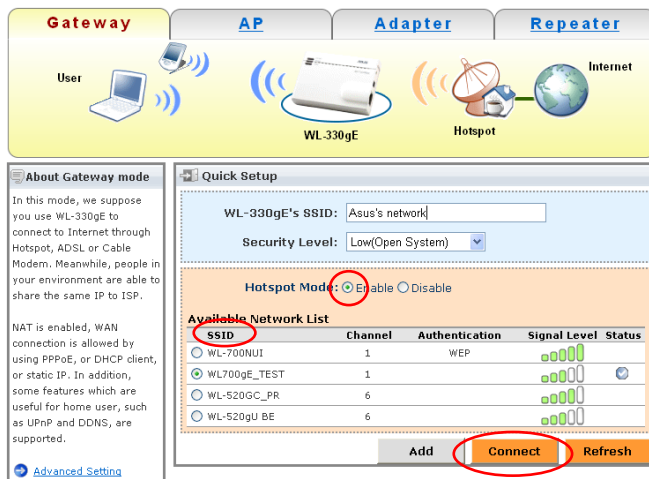 Gateway
AP
Adapter
Repeater
User
Internet
WL-330gE
Hotspot
About Gateway mode
In this mode, we suppose
you use WL-330gE to
connect to Internet through
Hotspot, ADSL or Cable
Modem. Meanwhile, people in
your environment are able to
share the same IP to ISP.
NAT is enabled, WAN
connection is allowed by
using PPPoE, or DHCP client,
or static IP. In addition,
some features which are
useful for home user, such
as UPnP and DDNS, are
supported.
Advanced Setting
Quick Setup
WL-330gE's SSID: Asus's network
Security Level: Low(Open System)
Hotspot Mode: Enable Disable
Available Network List
SSID Channel Authentication Signal Level Status
WL-700NUI 1 WEP
WL700gE_TEST 1
WL-520GC_PR 6
WL-520gU BE 6
Add Connect Refresh